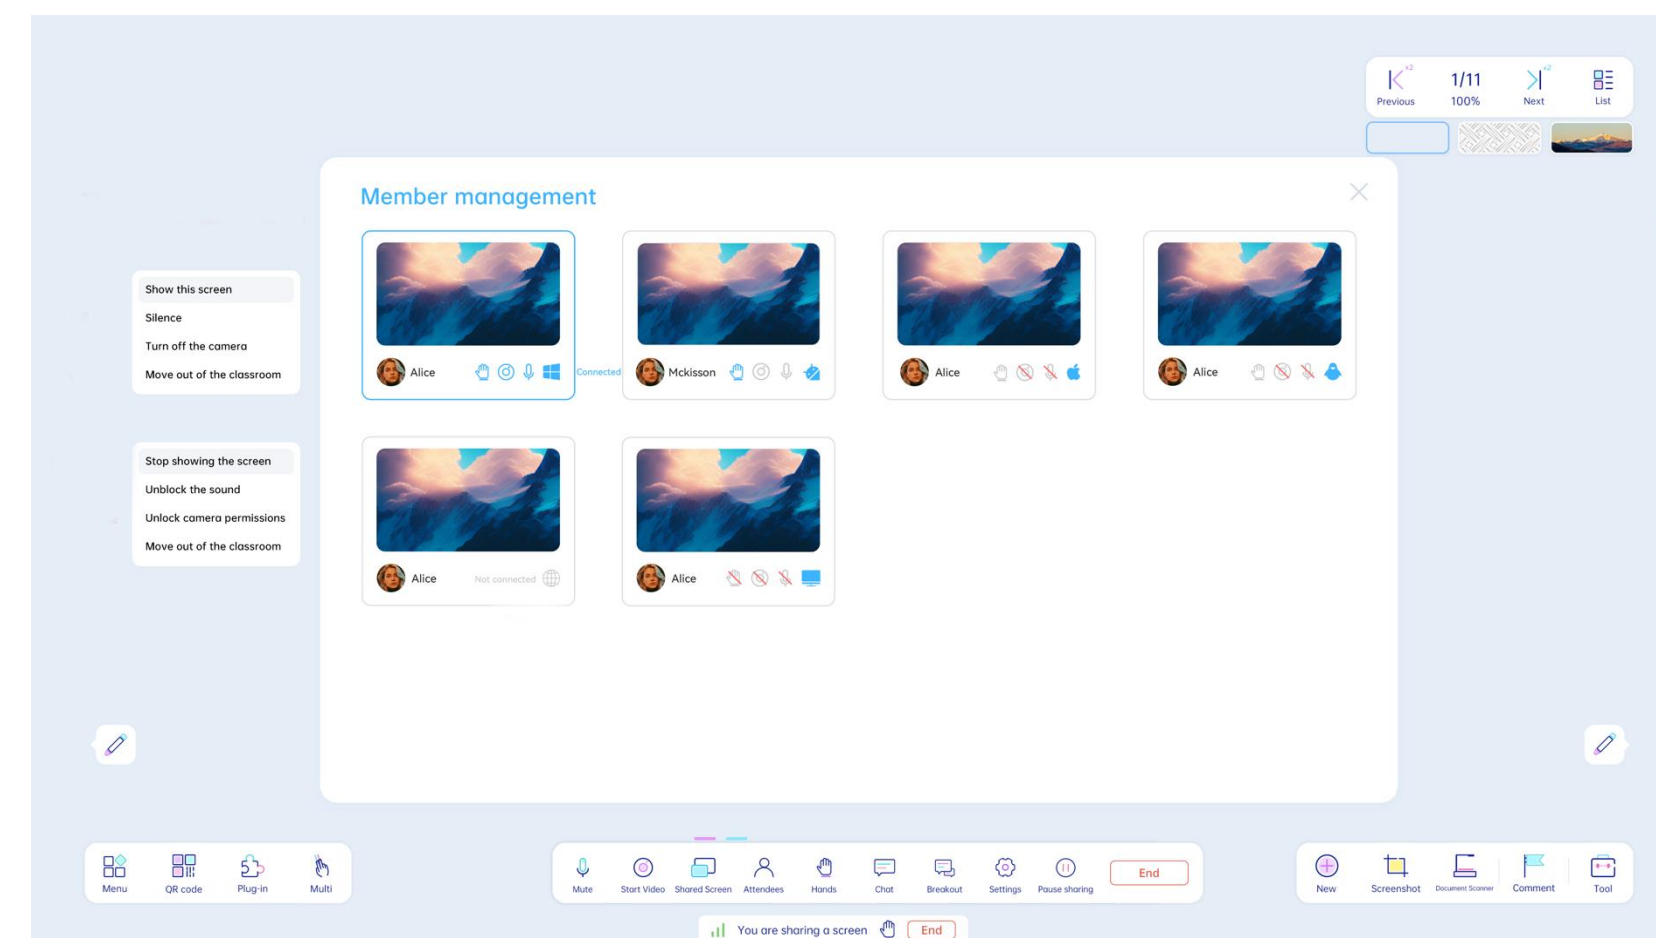 x2
1/11
x2
Previous
100%
Next
List
Member management
Show this screen
Silence
Turn off the camera
Move out of the classroom
Alice
Connected
Mckisson
Alice
Alice
Stop showing the screen
Unblock the sound
Unlock camera permissions
Move out of the classroom
Alice
Not connected
Alice
Menu
QR code
Plug-in
Multi
Mute
Start Video
Shared Screen
Attendees
Hands
Chat
Breakout
Settings
Pause sharing
End
New
Screenshot
Document Scanner
Comment
Tool
You are sharing a screen
End